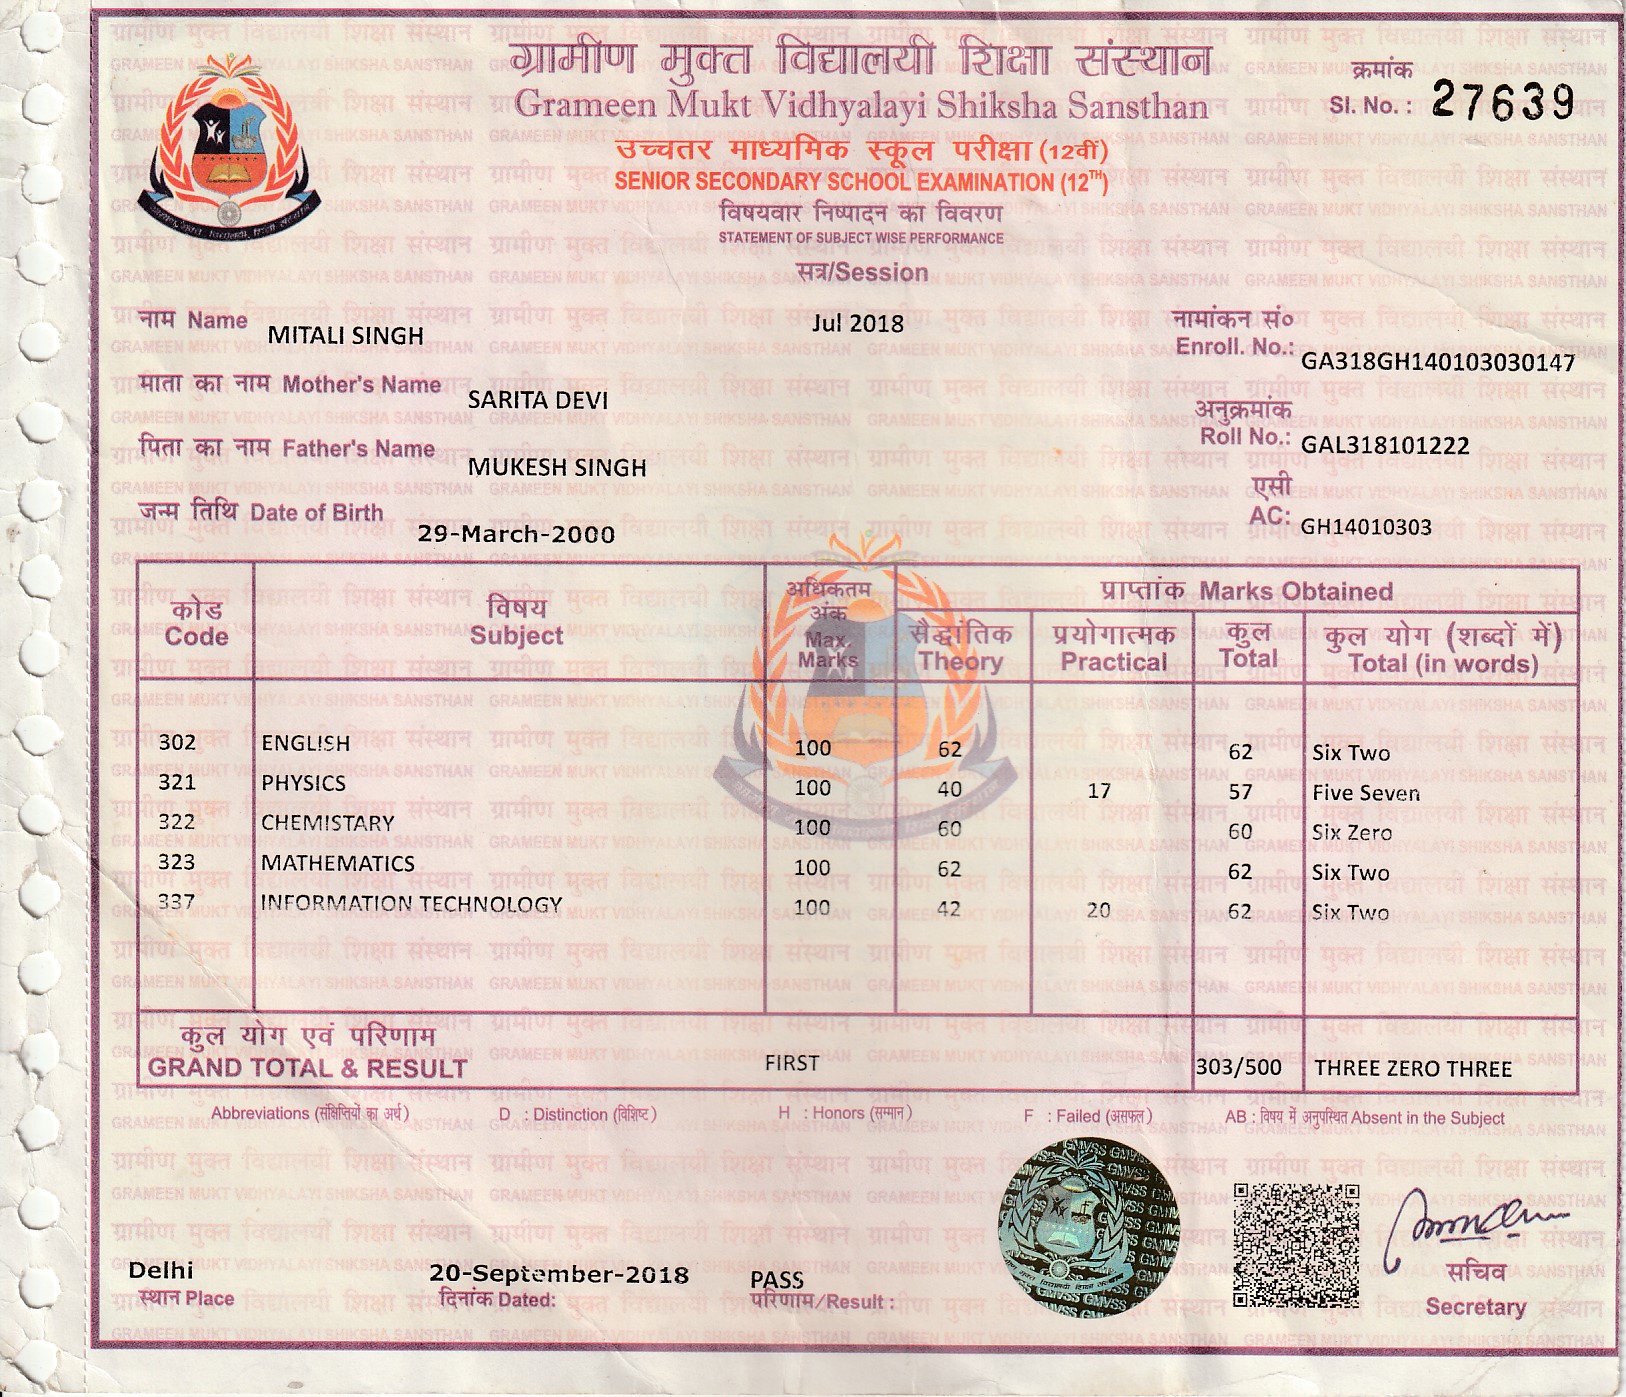 ग्रामीण मुक्त विद्यालयी शिक्षा संस्थान
Grameen Mukt Vidhyalayi Shiksha Sansthan
क्रमांक
Sl. No. : 27639
उच्चतर माध्यमिक स्कूल परीक्षा (12वीं)
SENIOR SECONDARY SCHOOL EXAMINATION (12TH)
विषयवार निष्पादन का विवरण
STATEMENT OF SUBJECT WISE PERFORMANCE
सत्र/Session
Jul 2018
नाम Name MITALI SINGH
माता का नाम Mother's Name SARITA DEVI
पिता का नाम Father's Name MUKESH SINGH
जन्म तिथि Date of Birth 29-March-2000
नामांकन सं०
Enroll. No.: GA318GH140103030147
अनुक्रमांक
Roll No.: GAL318101222
एसी
AC: GH14010303
कोड विषय अधिकतम अंक प्राप्तांक Marks Obtained
Code Subject Max. Marks
सैद्धांतिक प्रयोगात्मक कुल कुल योग (शब्दों में)
Theory Practical Total Total (in words)
302 ENGLISH 100 62 62 Six Two
321 PHYSICS 100 40 17 57 Five Seven
322 CHEMISTARY 100 60 60 Six Zero
323 MATHEMATICS 100 62 62 Six Two
337 INFORMATION TECHNOLOGY 100 42 20 62 Six Two
कुल योग एवं परिणाम
GRAND TOTAL & RESULT FIRST 303/500 THREE ZERO THREE
Abbreviations (संक्षिप्तियों का अर्थ) D : Distinction (विशिष्ट) H : Honors (सम्मान) F : Failed (असफल) AB : विषय में अनुपस्थित Absent in the Subject
Delhi 20-September-2018 PASS
स्थान Place दिनांक Dated: परिणाम/Result :
सचिव
Secretary